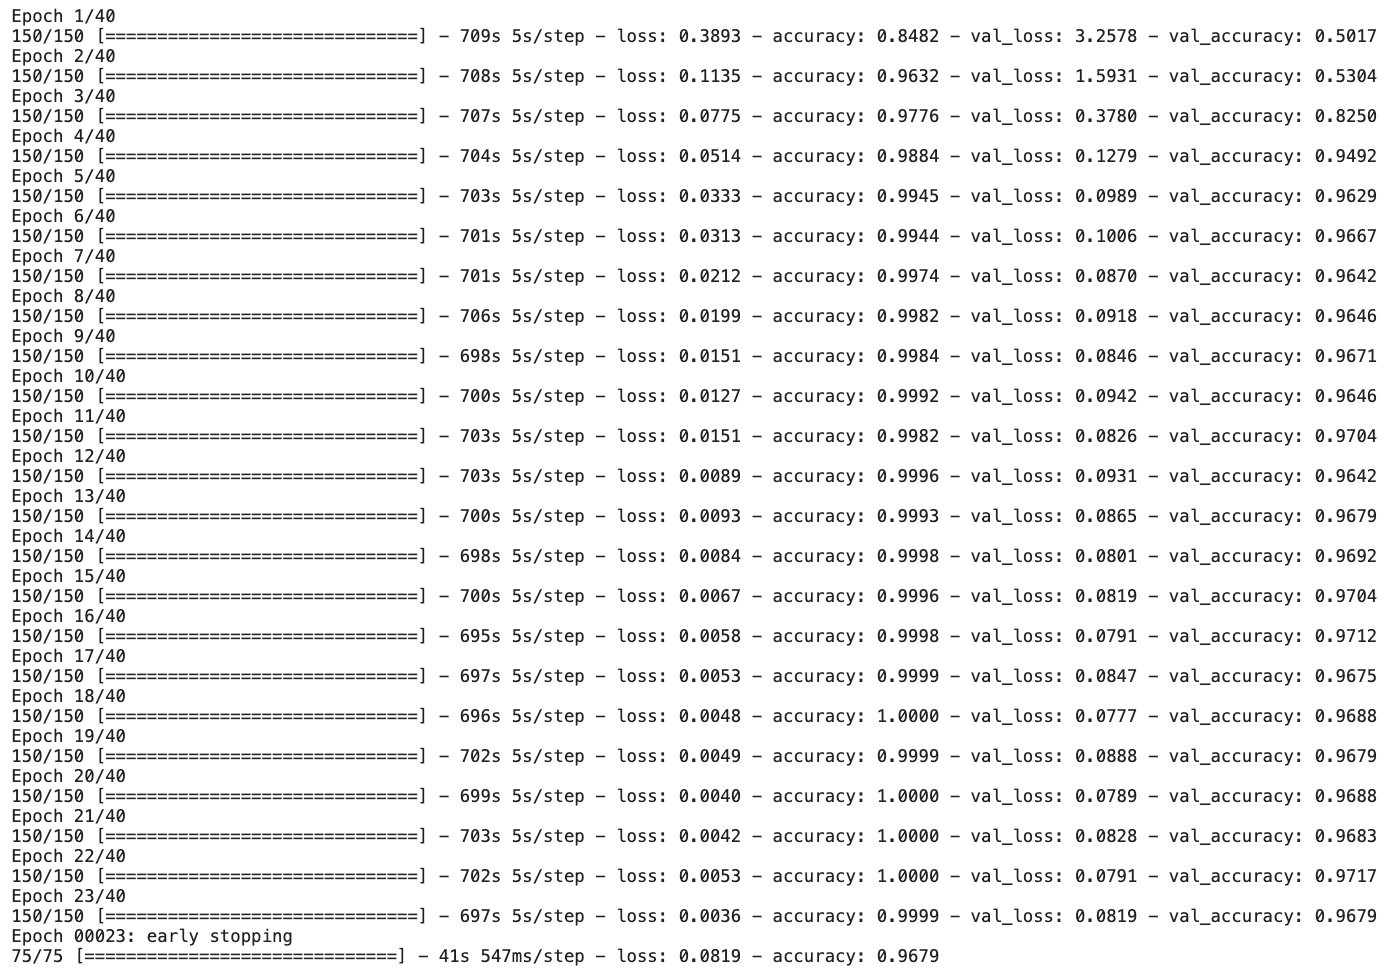 Epoch 1/40
150/150 [==============================] - 709s 5s/step - loss: 0.3893 - accuracy: 0.8482 - val_loss: 3.2578 - val_accuracy: 0.5017
Epoch 2/40
150/150 [==============================] - 708s 5s/step - loss: 0.1135 - accuracy: 0.9632 - val_loss: 1.5931 - val_accuracy: 0.5304
Epoch 3/40
150/150 [==============================] - 707s 5s/step - loss: 0.0775 - accuracy: 0.9776 - val_loss: 0.3780 - val_accuracy: 0.8250
Epoch 4/40
150/150 [==============================] - 704s 5s/step - loss: 0.0514 - accuracy: 0.9884 - val_loss: 0.1279 - val_accuracy: 0.9492
Epoch 5/40
150/150 [==============================] - 703s 5s/step - loss: 0.0333 - accuracy: 0.9945 - val_loss: 0.0989 - val_accuracy: 0.9629
Epoch 6/40
150/150 [==============================] - 701s 5s/step - loss: 0.0313 - accuracy: 0.9944 - val_loss: 0.1006 - val_accuracy: 0.9667
Epoch 7/40
150/150 [==============================] - 701s 5s/step - loss: 0.0212 - accuracy: 0.9974 - val_loss: 0.0870 - val_accuracy: 0.9642
Epoch 8/40
150/150 [==============================] - 706s 5s/step - loss: 0.0199 - accuracy: 0.9982 - val_loss: 0.0918 - val_accuracy: 0.9646
Epoch 9/40
150/150 [==============================] - 698s 5s/step - loss: 0.0151 - accuracy: 0.9984 - val_loss: 0.0846 - val_accuracy: 0.9671
Epoch 10/40
150/150 [==============================] - 700s 5s/step - loss: 0.0127 - accuracy: 0.9992 - val_loss: 0.0942 - val_accuracy: 0.9646
Epoch 11/40
150/150 [==============================] - 703s 5s/step - loss: 0.0151 - accuracy: 0.9982 - val_loss: 0.0826 - val_accuracy: 0.9704
Epoch 12/40
150/150 [==============================] - 703s 5s/step - loss: 0.0089 - accuracy: 0.9996 - val_loss: 0.0931 - val_accuracy: 0.9642
Epoch 13/40
150/150 [==============================] - 700s 5s/step - loss: 0.0093 - accuracy: 0.9993 - val_loss: 0.0865 - val_accuracy: 0.9679
Epoch 14/40
150/150 [==============================] - 698s 5s/step - loss: 0.0084 - accuracy: 0.9998 - val_loss: 0.0801 - val_accuracy: 0.9692
Epoch 15/40
150/150 [==============================] - 700s 5s/step - loss: 0.0067 - accuracy: 0.9996 - val_loss: 0.0819 - val_accuracy: 0.9704
Epoch 16/40
150/150 [==============================] - 695s 5s/step - loss: 0.0058 - accuracy: 0.9998 - val_loss: 0.0791 - val_accuracy: 0.9712
Epoch 17/40
150/150 [==============================] - 697s 5s/step - loss: 0.0053 - accuracy: 0.9999 - val_loss: 0.0847 - val_accuracy: 0.9675
Epoch 18/40
150/150 [==============================] - 696s 5s/step - loss: 0.0048 - accuracy: 1.0000 - val_loss: 0.0777 - val_accuracy: 0.9688
Epoch 19/40
150/150 [==============================] - 702s 5s/step - loss: 0.0049 - accuracy: 0.9999 - val_loss: 0.0888 - val_accuracy: 0.9679
Epoch 20/40
150/150 [==============================] - 699s 5s/step - loss: 0.0040 - accuracy: 1.0000 - val_loss: 0.0789 - val_accuracy: 0.9688
Epoch 21/40
150/150 [==============================] - 703s 5s/step - loss: 0.0042 - accuracy: 1.0000 - val_loss: 0.0828 - val_accuracy: 0.9683
Epoch 22/40
150/150 [==============================] - 702s 5s/step - loss: 0.0053 - accuracy: 1.0000 - val_loss: 0.0791 - val_accuracy: 0.9717
Epoch 23/40
150/150 [==============================] - 697s 5s/step - loss: 0.0036 - accuracy: 0.9999 - val_loss: 0.0819 - val_accuracy: 0.9679
Epoch 00023: early stopping
75/75 [==============================] - 41s 547ms/step - loss: 0.0819 - accuracy: 0.9679